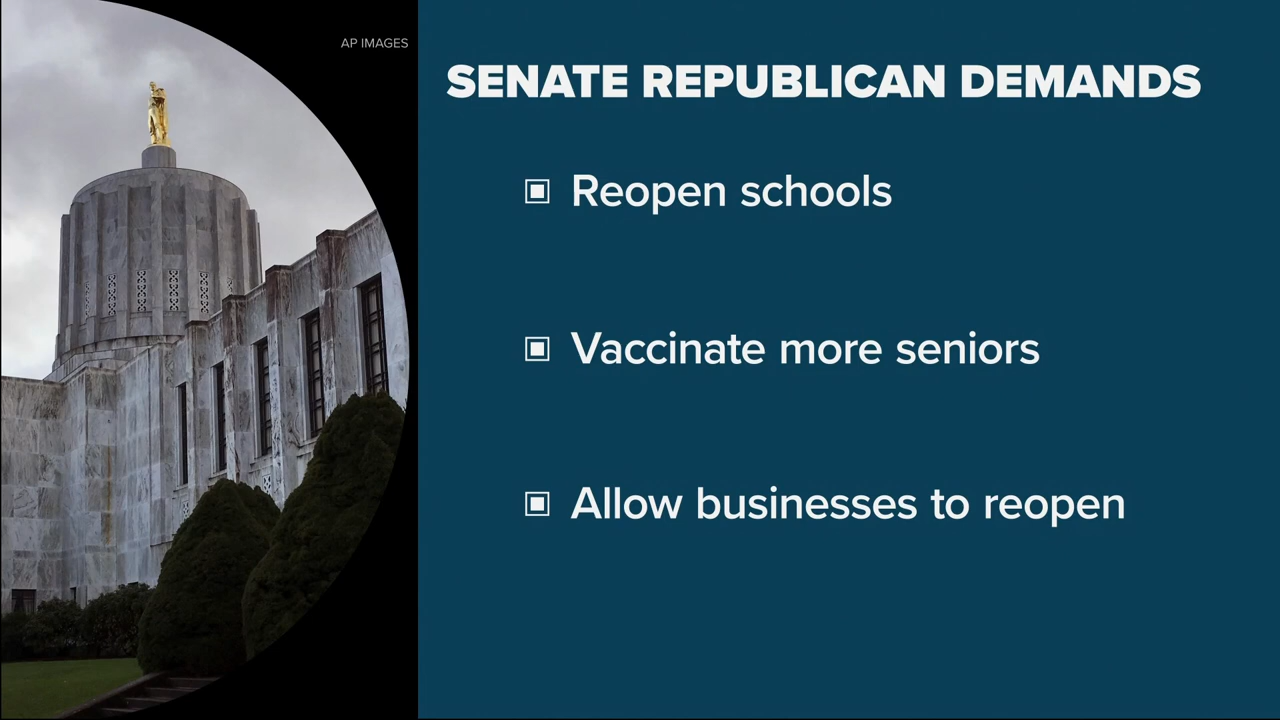 AP IMAGES
SENATE REPUBLICAN DEMANDS
Reopen schools
Vaccinate more seniors
Allow businesses to reopen